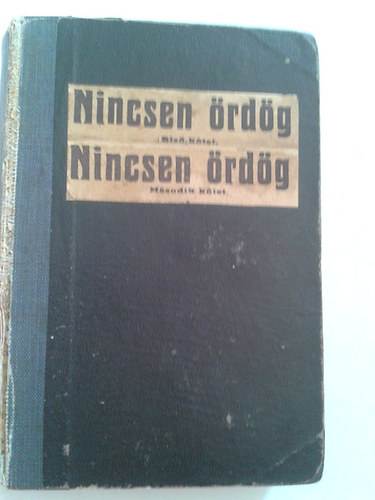 Nincsen ördög
Első kötet.
Nincsen ördög
Második kötet.